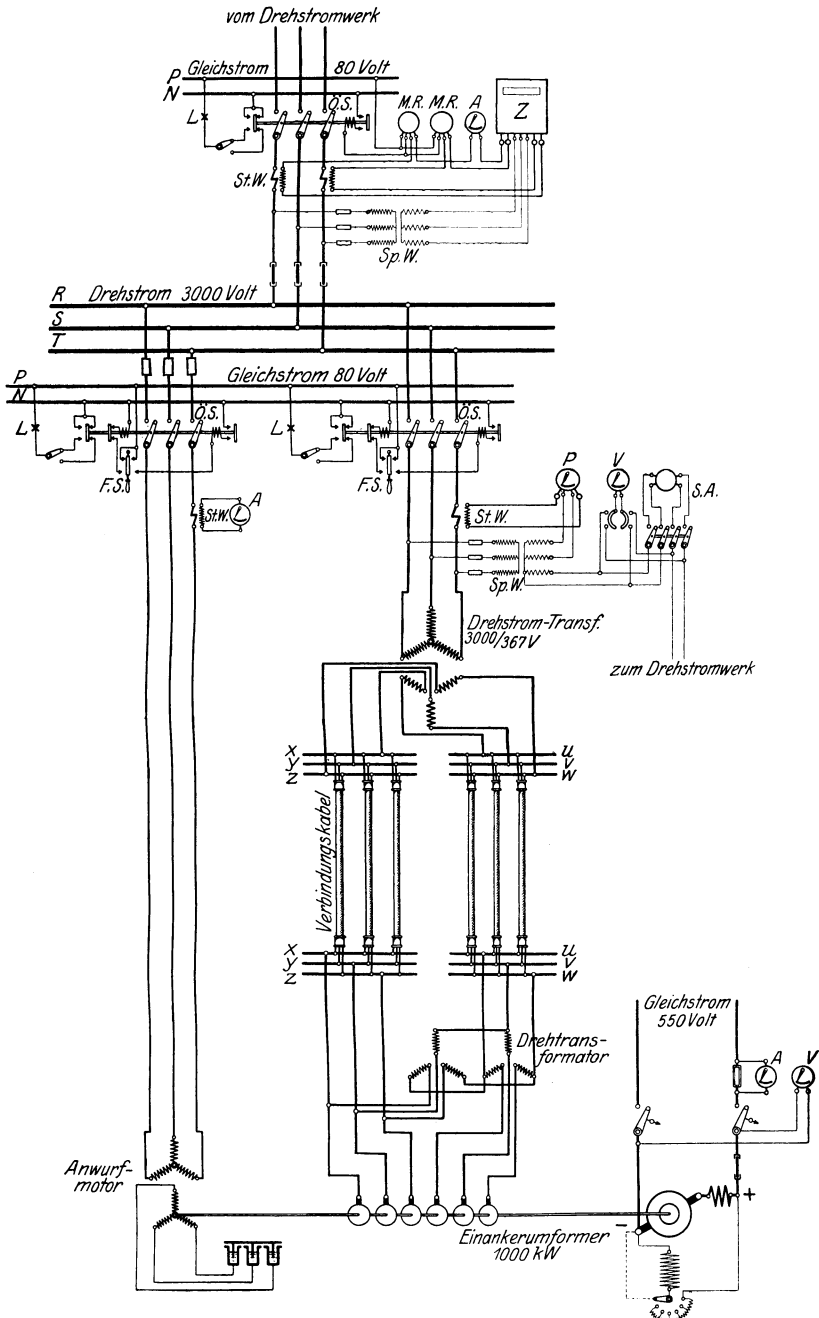 vom Drehstromwerk
P Gleichstrom 80 Volt
N
Ö.S. M.R. M.R. A Z
L
St.W.
Sp.W.
R Drehstrom 3000 Volt
S
T
P Gleichstrom 80 Volt
N
L Ö.S. L Ö.S.
F.S. F.S.
P V S.A.
St.W. A St.W.
Sp.W.
Drehstrom-Transf.
3000/367V
zum Drehstromwerk
x u
y v
z w
Verbindungskabel
x u
y v
z w
Gleichstrom
550 Volt
Drehtrans-
formator
A V
Anwurf-
motor
+
-
Einankerumformer
1000 kW